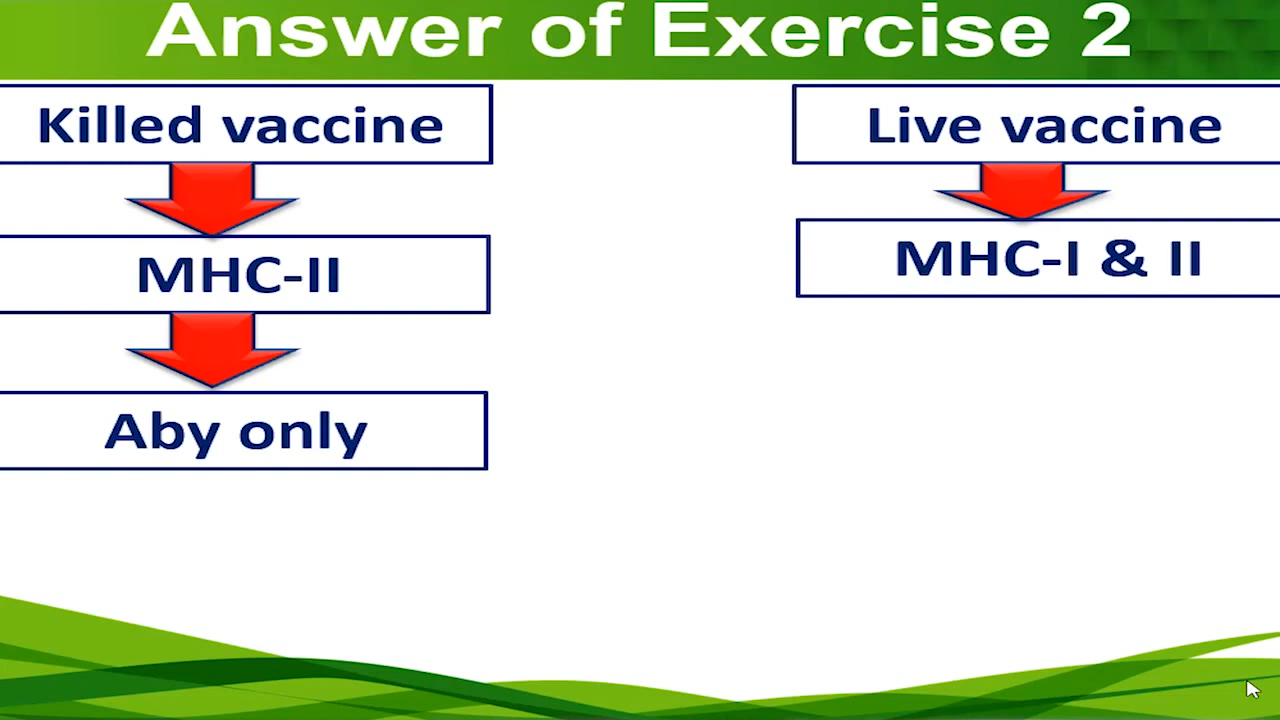 Answer of Exercise 2
Killed vaccine
MHC-II
Aby only
Live vaccine
MHC-I & II